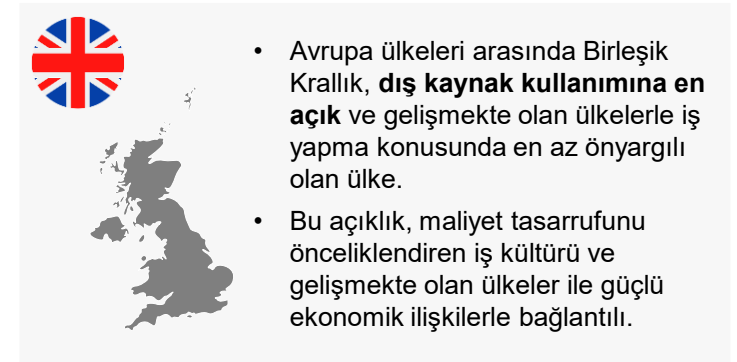 • Avrupa ülkeleri arasında Birleşik
Krallık, dış kaynak kullanımına en
açık ve gelişmekte olan ülkelerle iş
yapma konusunda en az önyargılı
olan ülke.
• Bu açıklık, maliyet tasarrufunu
önceliklendiren iş kültürü ve
gelişmekte olan ülkeler ile güçlü
ekonomik ilişkilerle bağlantılı.